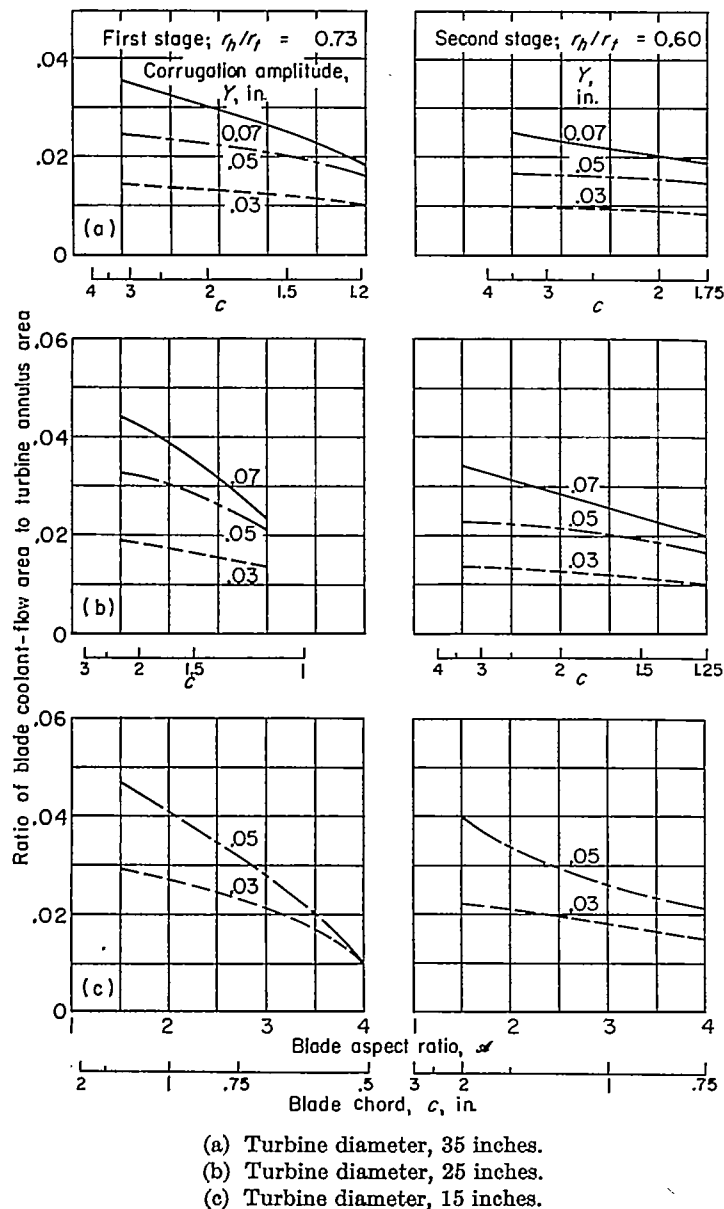 First stage; r_h/r_t = 0.73
Second stage; r_h/r_t = 0.60
Corrugation amplitude,
Y, in.
Y,
in.
.04
.02
0
0.07
.05
.03
0.07
.05
.03
(a)
4 3 2 1.5 1.2
c
4 3 2 1.75
c
Ratio of blade coolant-flow area to turbine annulus area
.06
.04
.02
0
.07
.05
.03
.07
.05
.03
(b)
3 2 1.5 1
c
4 3 2 1.5 1.25
c
.06
.04
.02
0
.05
.03
.05
.03
(c)
1 2 3 4
1 2 3 4
Blade aspect ratio, 𝒜
2 1 .75 .5
3 2 1 .75
Blade chord, c, in.
(a) Turbine diameter, 35 inches.
(b) Turbine diameter, 25 inches.
(c) Turbine diameter, 15 inches.